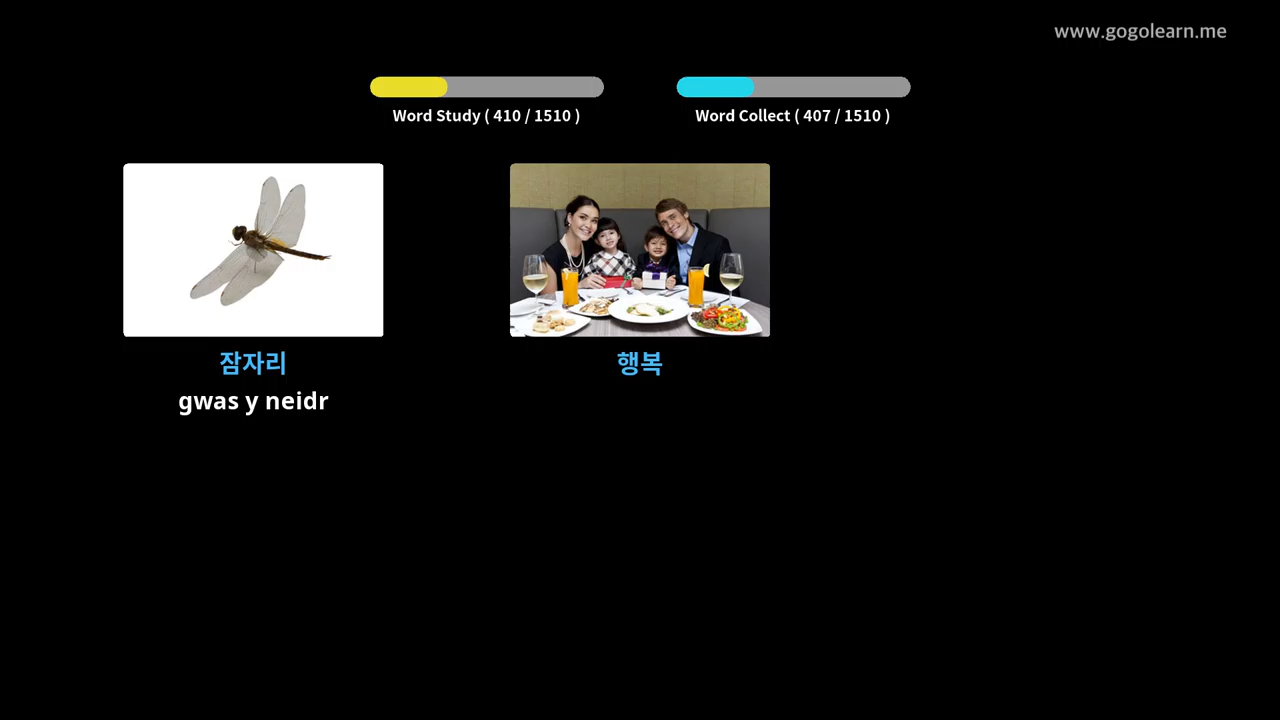 www.gogolearn.me
Word Study ( 410 / 1510 )
Word Collect ( 407 / 1510 )
잠자리
행복
gwas y neidr